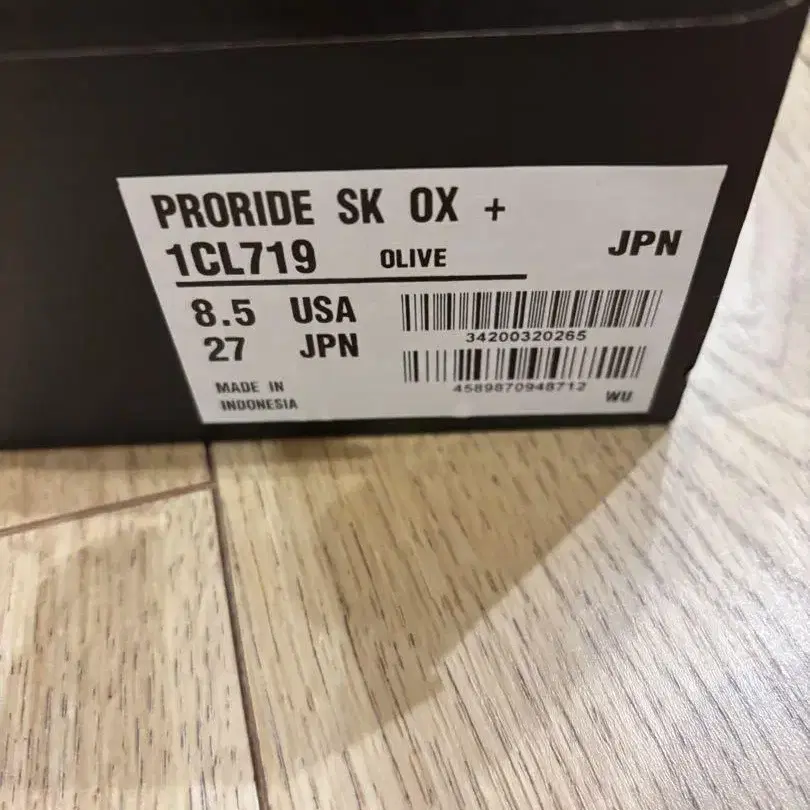 PRORIDE SK OX +
1CL719 OLIVE JPN
8.5 USA
27 JPN
34200320265
4589870948712
MADE IN
INDONESIA
WU